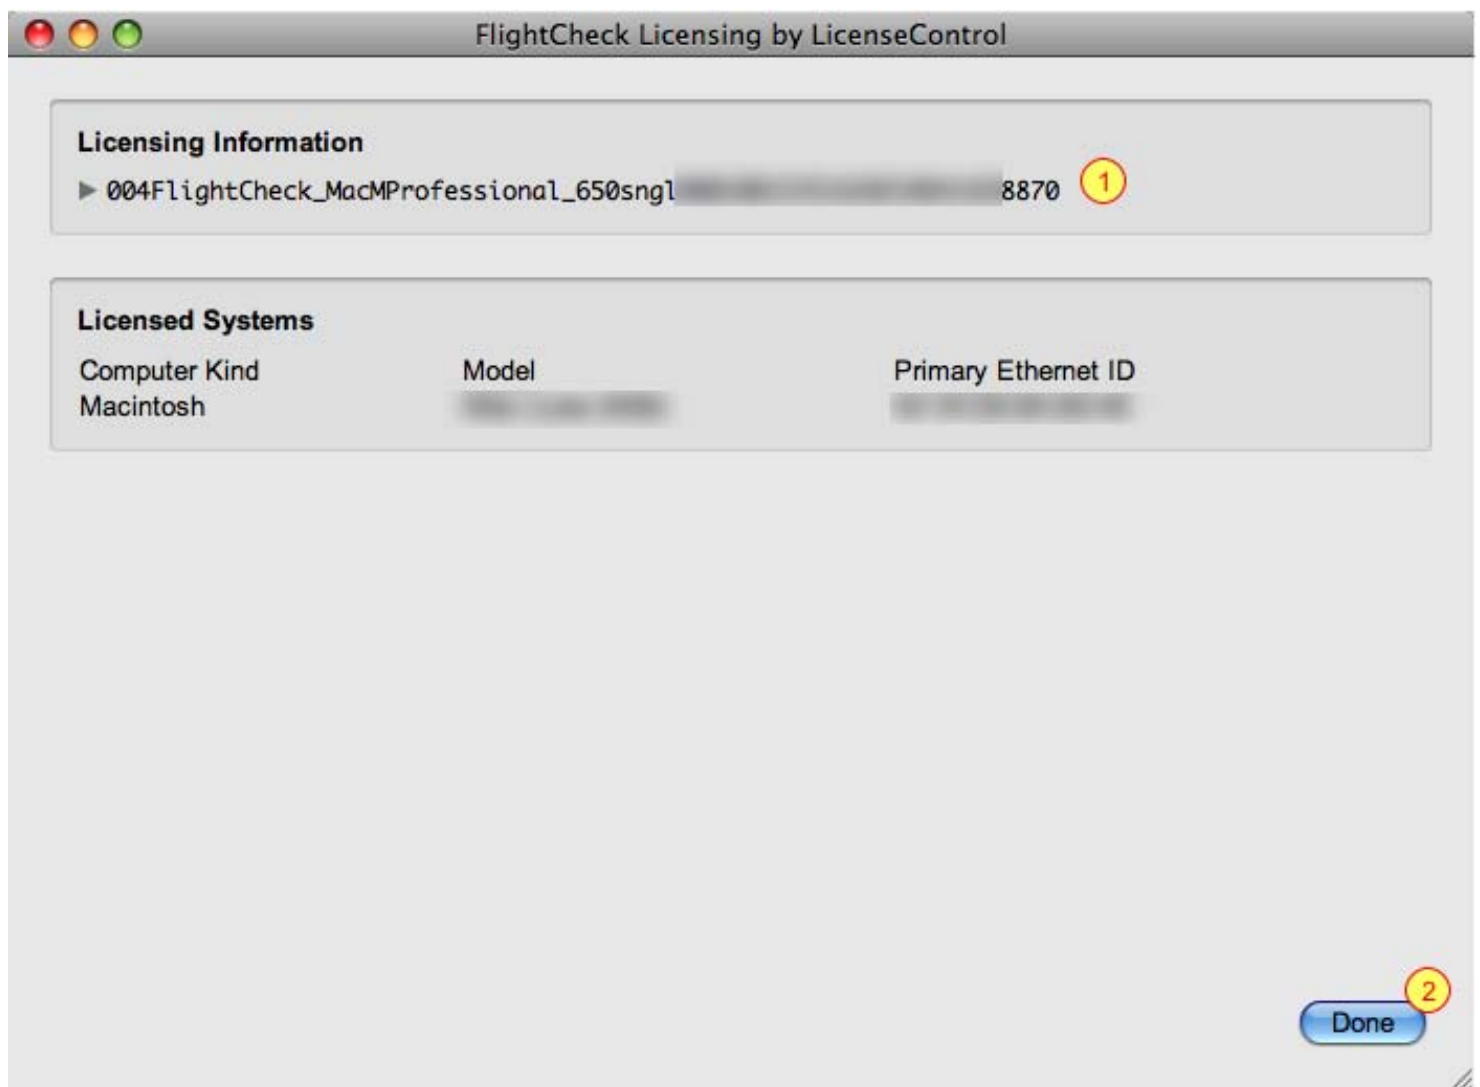 FlightCheck Licensing by LicenseControl
Licensing Information
004FlightCheck_MacMProfessional_650sngl 8870 1
Licensed Systems
Computer Kind Model Primary Ethernet ID
Macintosh
2
Done